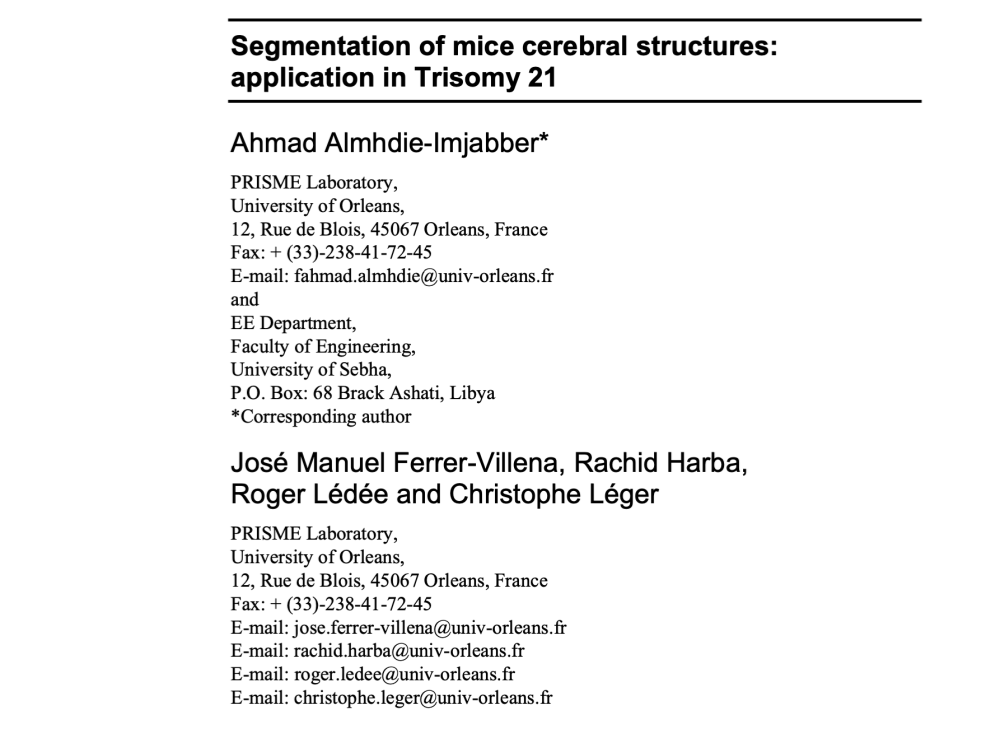 Segmentation of mice cerebral structures:
application in Trisomy 21
Ahmad Almhdie-Imjabber*
PRISME Laboratory,
University of Orleans,
12, Rue de Blois, 45067 Orleans, France
Fax: + (33)-238-41-72-45
E-mail: fahmad.almhdie@univ-orleans.fr
and
EE Department,
Faculty of Engineering,
University of Sebha,
P.O. Box: 68 Brack Ashati, Libya
*Corresponding author
José Manuel Ferrer-Villena, Rachid Harba,
Roger Lédée and Christophe Léger
PRISME Laboratory,
University of Orleans,
12, Rue de Blois, 45067 Orleans, France
Fax: + (33)-238-41-72-45
E-mail: jose.ferrer-villena@univ-orleans.fr
E-mail: rachid.harba@univ-orleans.fr
E-mail: roger.ledee@univ-orleans.fr
E-mail: christophe.leger@univ-orleans.fr